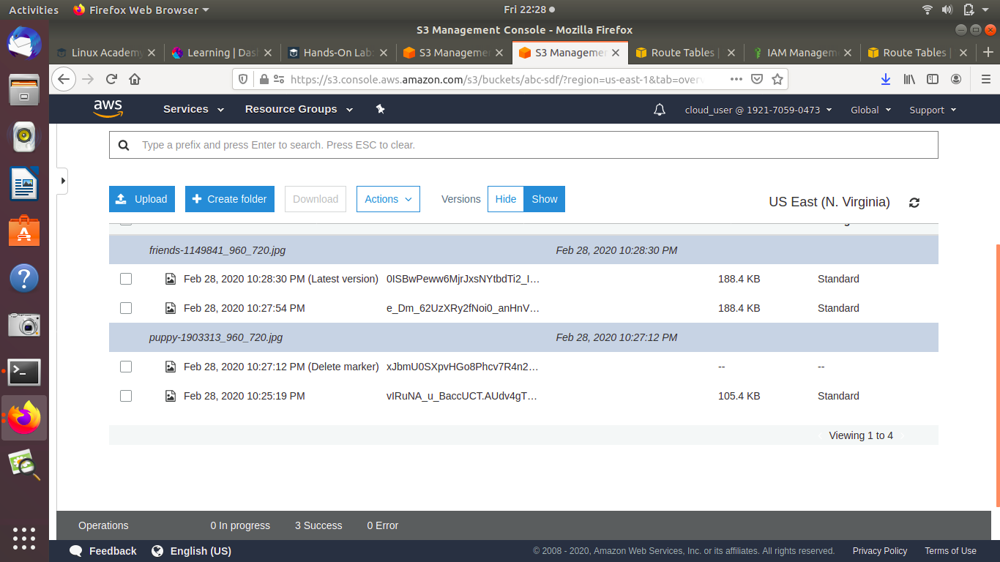 Activities Firefox Web Browser Fri 22:28
S3 Management Console - Mozilla Firefox
Linux Academy Learning | Das Hands-On Lab: S3 Manageme S3 Managemen Route Tables | IAM Managem Route Tables |
https://s3.console.aws.amazon.com/s3/buckets/abc-sdf/?region=us-east-1&tab=overv
aws Services Resource Groups cloud_user @ 1921-7059-0473 Global Support
Type a prefix and press Enter to search. Press ESC to clear.
Upload Create folder Download Actions Versions Hide Show US East (N. Virginia)
friends-1149841_960_720.jpg Feb 28, 2020 10:28:30 PM
Feb 28, 2020 10:28:30 PM (Latest version) 0ISBwPeww6MjrJxsNYtbdTi2_I… 188.4 KB Standard
Feb 28, 2020 10:27:54 PM e_Dm_62UzXRy2fNoi0_anHnV… 188.4 KB Standard
puppy-1903313_960_720.jpg Feb 28, 2020 10:27:12 PM
Feb 28, 2020 10:27:12 PM (Delete marker) xJbmU0SXpvHGo8Phcv7R4n2… -- --
Feb 28, 2020 10:25:19 PM vIRuNA_u_BaccUCT.AUdv4gT… 105.4 KB Standard
Viewing 1 to 4
Operations 0 In progress 3 Success 0 Error
Feedback English (US) © 2008 - 2020, Amazon Web Services, Inc. or its affiliates. All rights reserved. Privacy Policy Terms of Use